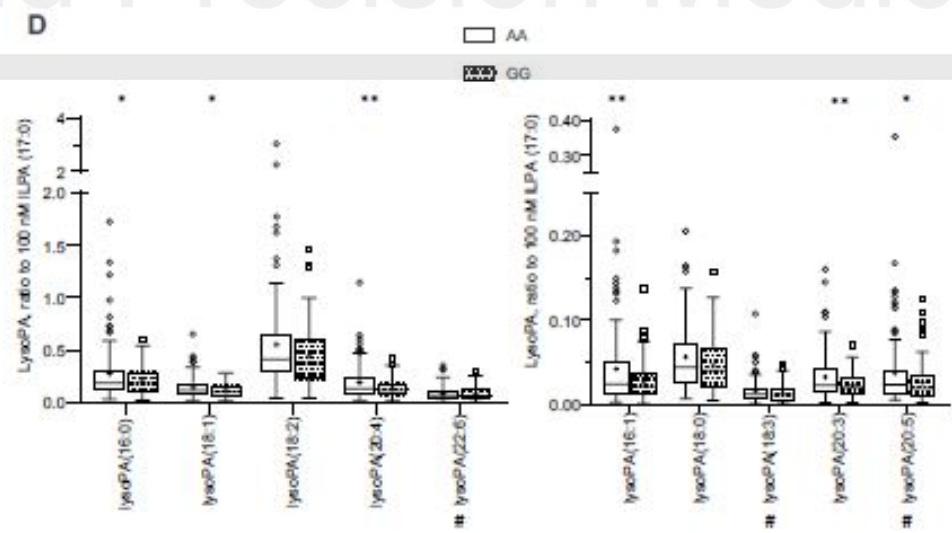 D
AA
GG
* * **
LysoPA, ratio to 100 nM ILPA (17:0)
4
2
2.0
1.5
1.0
0.5
0.0
lysoPA(16:0)
lysoPA(18:1)
lysoPA(18:2)
lysoPA(20:4)
# lysoPA(22:6)
** ** *
LysoPA, ratio to 100 nM ILPA (17:0)
0.40
0.30
0.20
0.10
0.00
lysoPA(16:1)
lysoPA(18:0)
# lysoPA(18:3)
lysoPA(20:3)
# lysoPA(20:5)